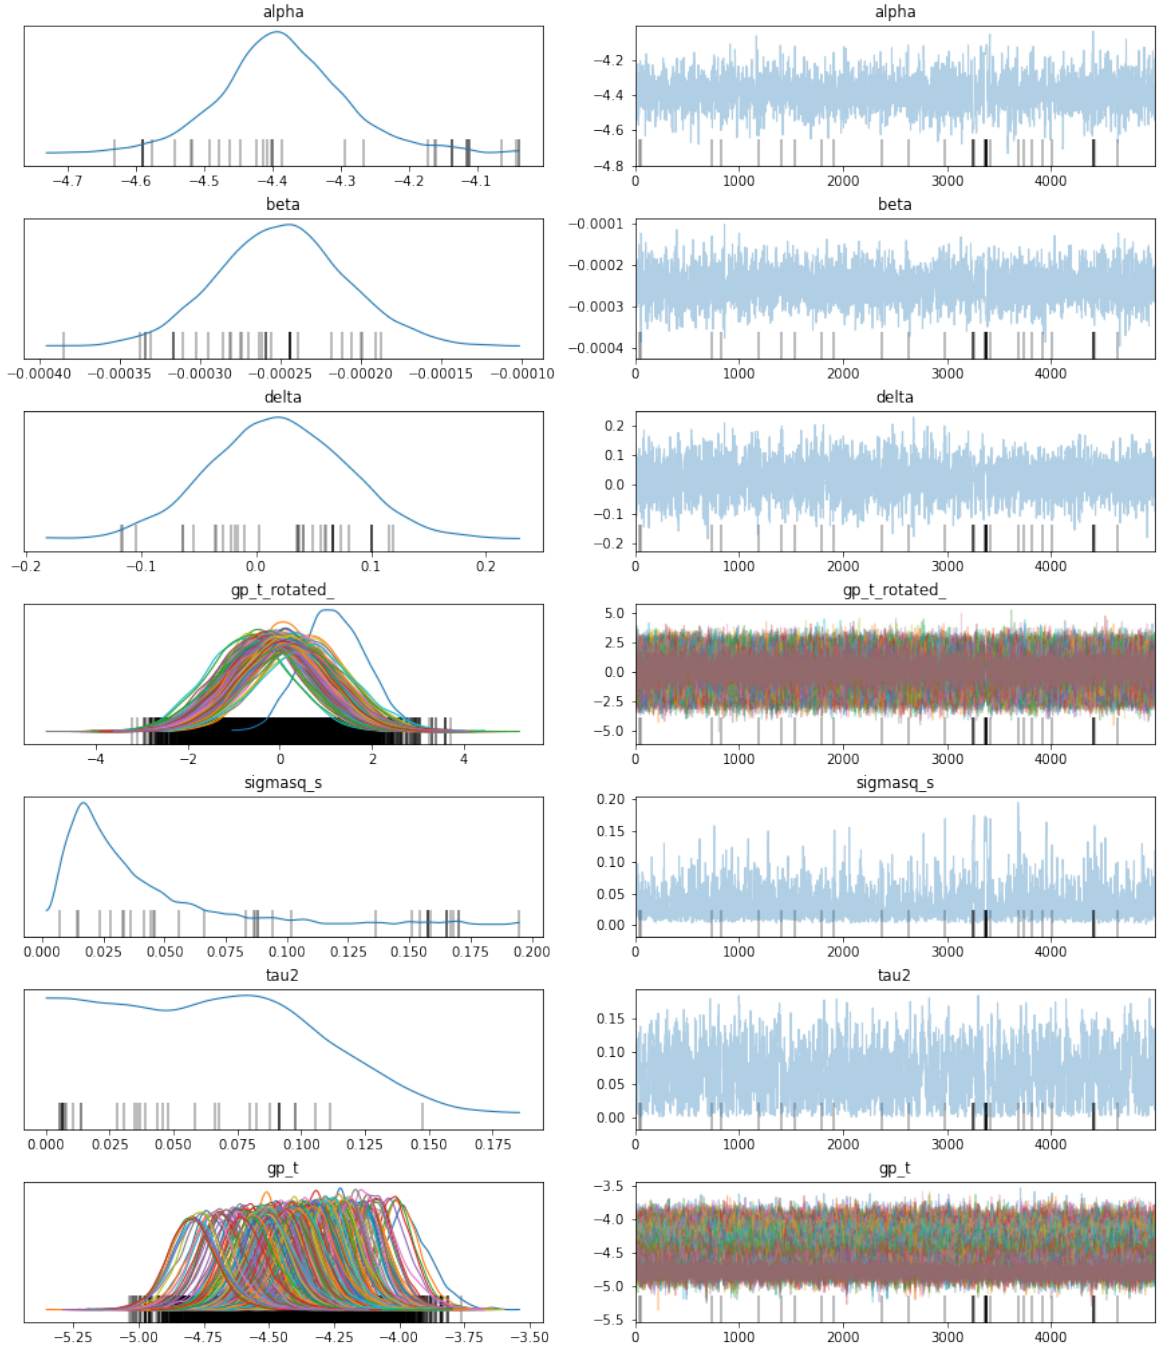 alpha alpha
−4.2
−4.4
−4.6
−4.8
−4.7 −4.6 −4.5 −4.4 −4.3 −4.2 −4.1 0 1000 2000 3000 4000
beta beta
−0.0001
−0.0002
−0.0003
−0.0004
−0.00040 −0.00035 −0.00030 −0.00025 −0.00020 −0.00015 −0.00010 0 1000 2000 3000 4000
delta delta
0.2
0.1
0.0
−0.1
−0.2
−0.2 −0.1 0.0 0.1 0.2 0 1000 2000 3000 4000
gp_t_rotated_ gp_t_rotated_
5.0
2.5
0.0
−2.5
−5.0
−4 −2 0 2 4 0 1000 2000 3000 4000
sigmasq_s sigmasq_s
0.20
0.15
0.10
0.05
0.00
0.000 0.025 0.050 0.075 0.100 0.125 0.150 0.175 0.200 0 1000 2000 3000 4000
tau2 tau2
0.15
0.10
0.05
0.00
0.000 0.025 0.050 0.075 0.100 0.125 0.150 0.175 0 1000 2000 3000 4000
gp_t gp_t
−3.5
−4.0
−4.5
−5.0
−5.5
−5.25 −5.00 −4.75 −4.50 −4.25 −4.00 −3.75 −3.50 0 1000 2000 3000 4000